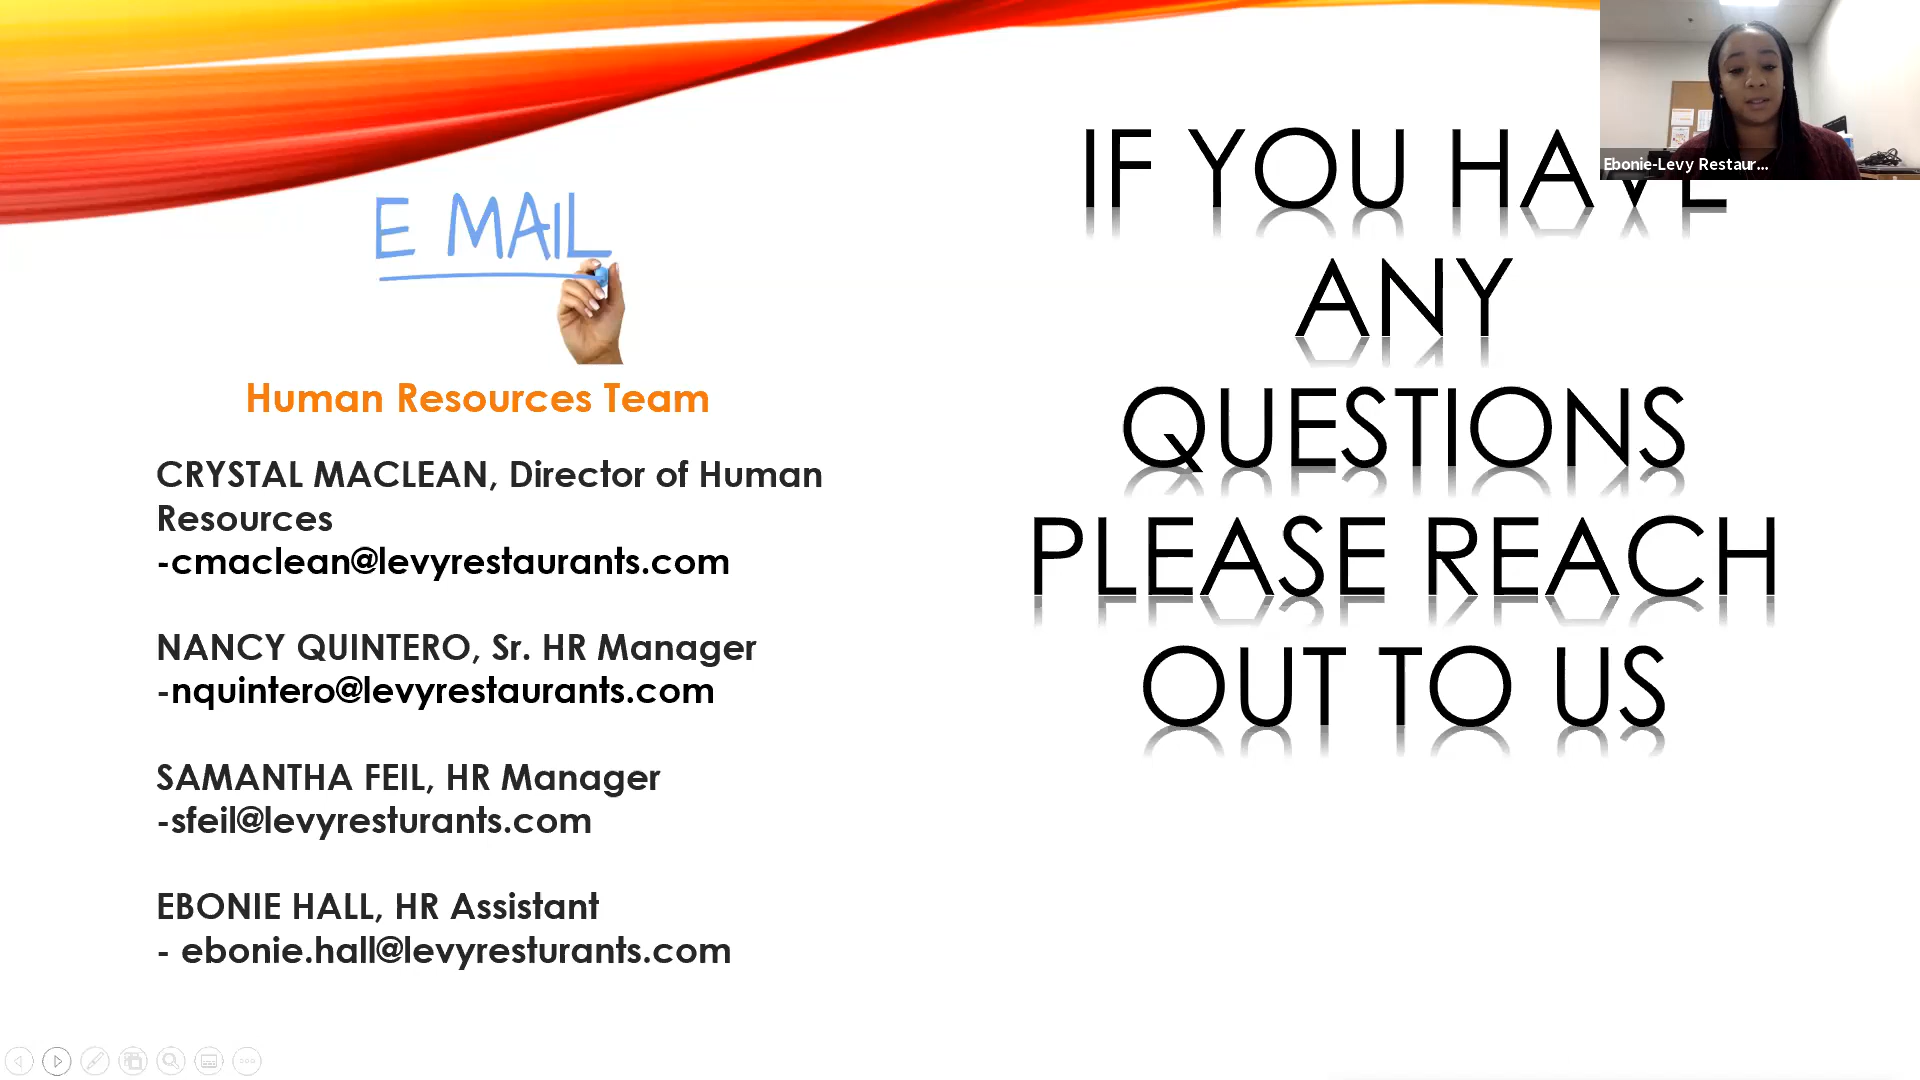 E MAIL
Human Resources Team
CRYSTAL MACLEAN, Director of Human
Resources
-cmaclean@levyrestaurants.com
NANCY QUINTERO, Sr. HR Manager
-nquintero@levyrestaurants.com
SAMANTHA FEIL, HR Manager
-sfeil@levyresturants.com
EBONIE HALL, HR Assistant
- ebonie.hall@levyresturants.com
IF YOU HAVE
ANY
QUESTIONS
PLEASE REACH
OUT TO US
Ebonie-Levy Restaur...